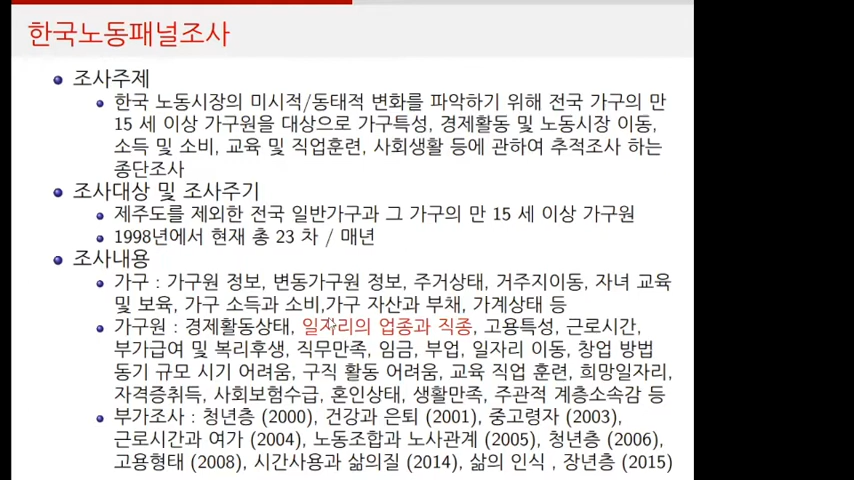 한국노동패널조사
조사주제
한국 노동시장의 미시적/동태적 변화를 파악하기 위해 전국 가구의 만
15 세 이상 가구원을 대상으로 가구특성, 경제활동 및 노동시장 이동,
소득 및 소비, 교육 및 직업훈련, 사회생활 등에 관하여 추적조사 하는
종단조사
조사대상 및 조사주기
제주도를 제외한 전국 일반가구과 그 가구의 만 15 세 이상 가구원
1998년에서 현재 총 23 차 / 매년
조사내용
가구 : 가구원 정보, 변동가구원 정보, 주거상태, 거주지이동, 자녀 교육
및 보육, 가구 소득과 소비,가구 자산과 부채, 가계상태 등
가구원 : 경제활동상태, 일자리의 업종과 직종, 고용특성, 근로시간,
부가급여 및 복리후생, 직무만족, 임금, 부업, 일자리 이동, 창업 방법
동기 규모 시기 어려움, 구직 활동 어려움, 교육 직업 훈련, 희망일자리,
자격증취득, 사회보험수급, 혼인상태, 생활만족, 주관적 계층소속감 등
부가조사 : 청년층 (2000), 건강과 은퇴 (2001), 중고령자 (2003),
근로시간과 여가 (2004), 노동조합과 노사관계 (2005), 청년층 (2006),
고용형태 (2008), 시간사용과 삶의질 (2014), 삶의 인식 , 장년층 (2015)